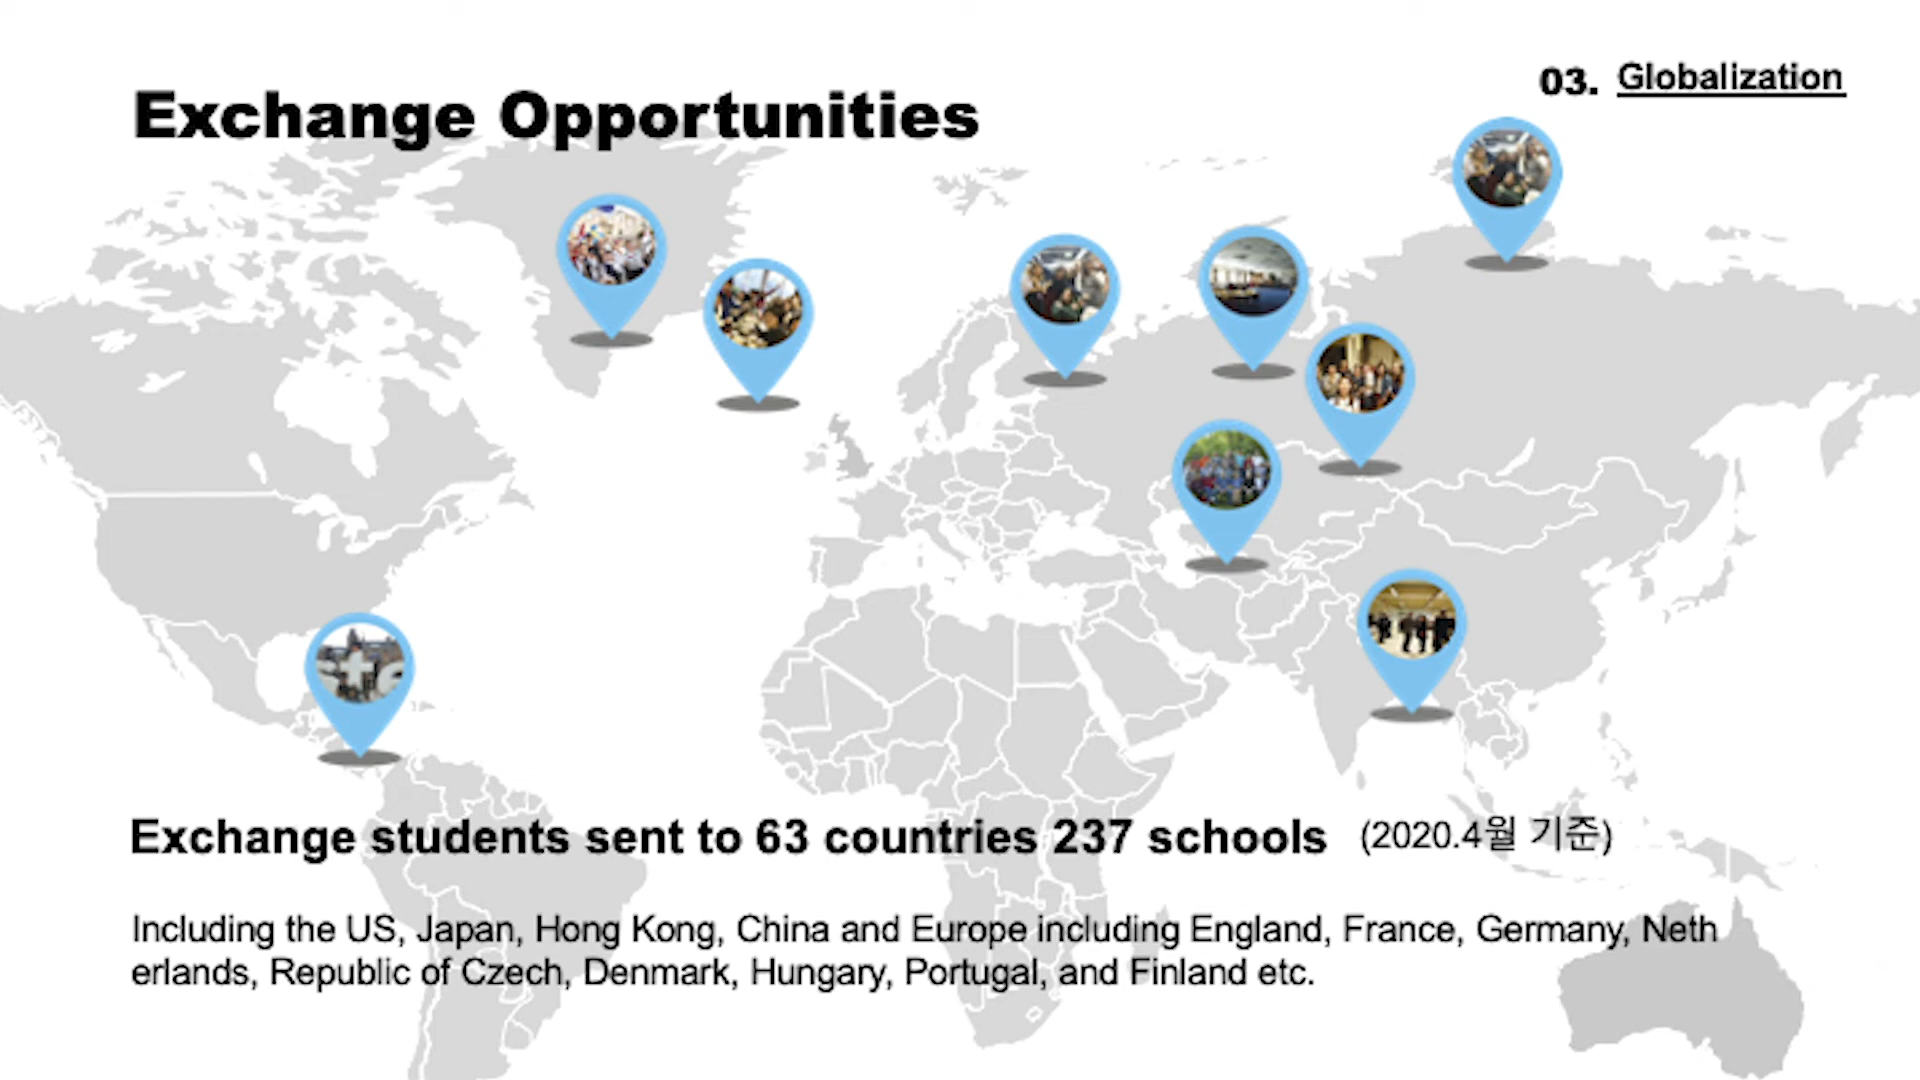 03. Globalization
Exchange Opportunities
Exchange students sent to 63 countries 237 schools (2020.4월 기준)
Including the US, Japan, Hong Kong, China and Europe including England, France, Germany, Neth
erlands, Republic of Czech, Denmark, Hungary, Portugal, and Finland etc.